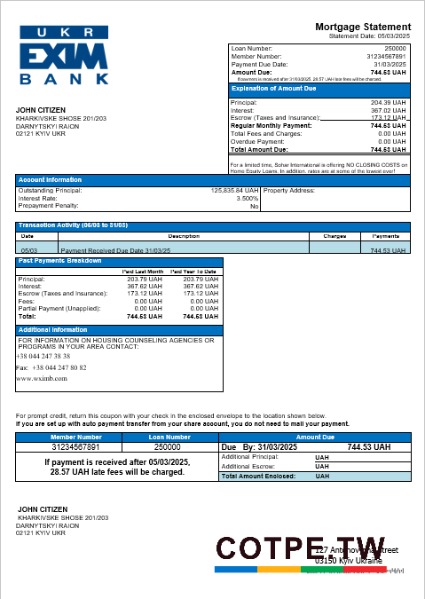 UKR
EXIM
BANK
Mortgage Statement
Statement Date: 05/03/2025
Loan Number: 250000
Member Number: 31234567891
Payment Due Date: 31/03/2025
Amount Due: 744.53 UAH
If payment is received after 31/03/2025, 28.57 UAH late fees will be charged.
Explanation of Amount Due
Principal: 204.39 UAH
Interest: 367.02 UAH
Escrow (Taxes and Insurance): 173.12 UAH
Regular Monthly Payment: 744.53 UAH
Total Fees and Charges: 0.00 UAH
Overdue Payment: 0.00 UAH
Total Amount Due: 744.53 UAH
For a limited time, Sohar International is offering NO CLOSING COSTS on
Home Equity Loans. In addition, rates are at some of the lowest over!
JOHN CITIZEN
KHARKIVSKE SHOSE 201/203
DARNYTSKYI RAION
02121 KYIV UKR
Account Information
Outstanding Principal: 125,835.84 UAH Property Address:
Interest Rate: 3.500%
Prepayment Penalty: No
Transaction Activity (05/03 to 31/03)
Date Description Charges Payments
05/03 Payment Received Due Date 31/03/25 744.53 UAH
Past Payments Breakdown
Paid Last Month Paid Year To Date
Principal: 203.79 UAH 203.79 UAH
Interest: 367.62 UAH 367.62 UAH
Escrow (Taxes and Insurance): 173.12 UAH 173.12 UAH
Fees: 0.00 UAH 0.00 UAH
Partial Payment (Unapplied): 0.00 UAH 0.00 UAH
Total: 744.53 UAH 744.53 UAH
Additional Information
FOR INFORMATION ON HOUSING COUNSELING AGENCIES OR
PROGRAMS IN YOUR AREA CONTACT:
+38 044 247 38 38
Fax: +38 044 247 80 82
www.wximb.com
For prompt credit, return this coupon with your check in the enclosed envelope to the location shown below.
If you are set up with auto payment transfer from your share account, you do not need to mail your payment.
Member Number Loan Number Amount Due
31234567891 250000 Due By: 31/03/2025 744.53 UAH
If payment is received after 05/03/2025,
28.57 UAH late fees will be charged.
Additional Principal: UAH
Additional Escrow: UAH
Total Amount Enclosed: UAH
JOHN CITIZEN
KHARKIVSKE SHOSE 201/203
DARNYTSKYI RAION
02121 KYIV UKR
COTPE.TW
127 Street
03150 Kyiv Ukraine